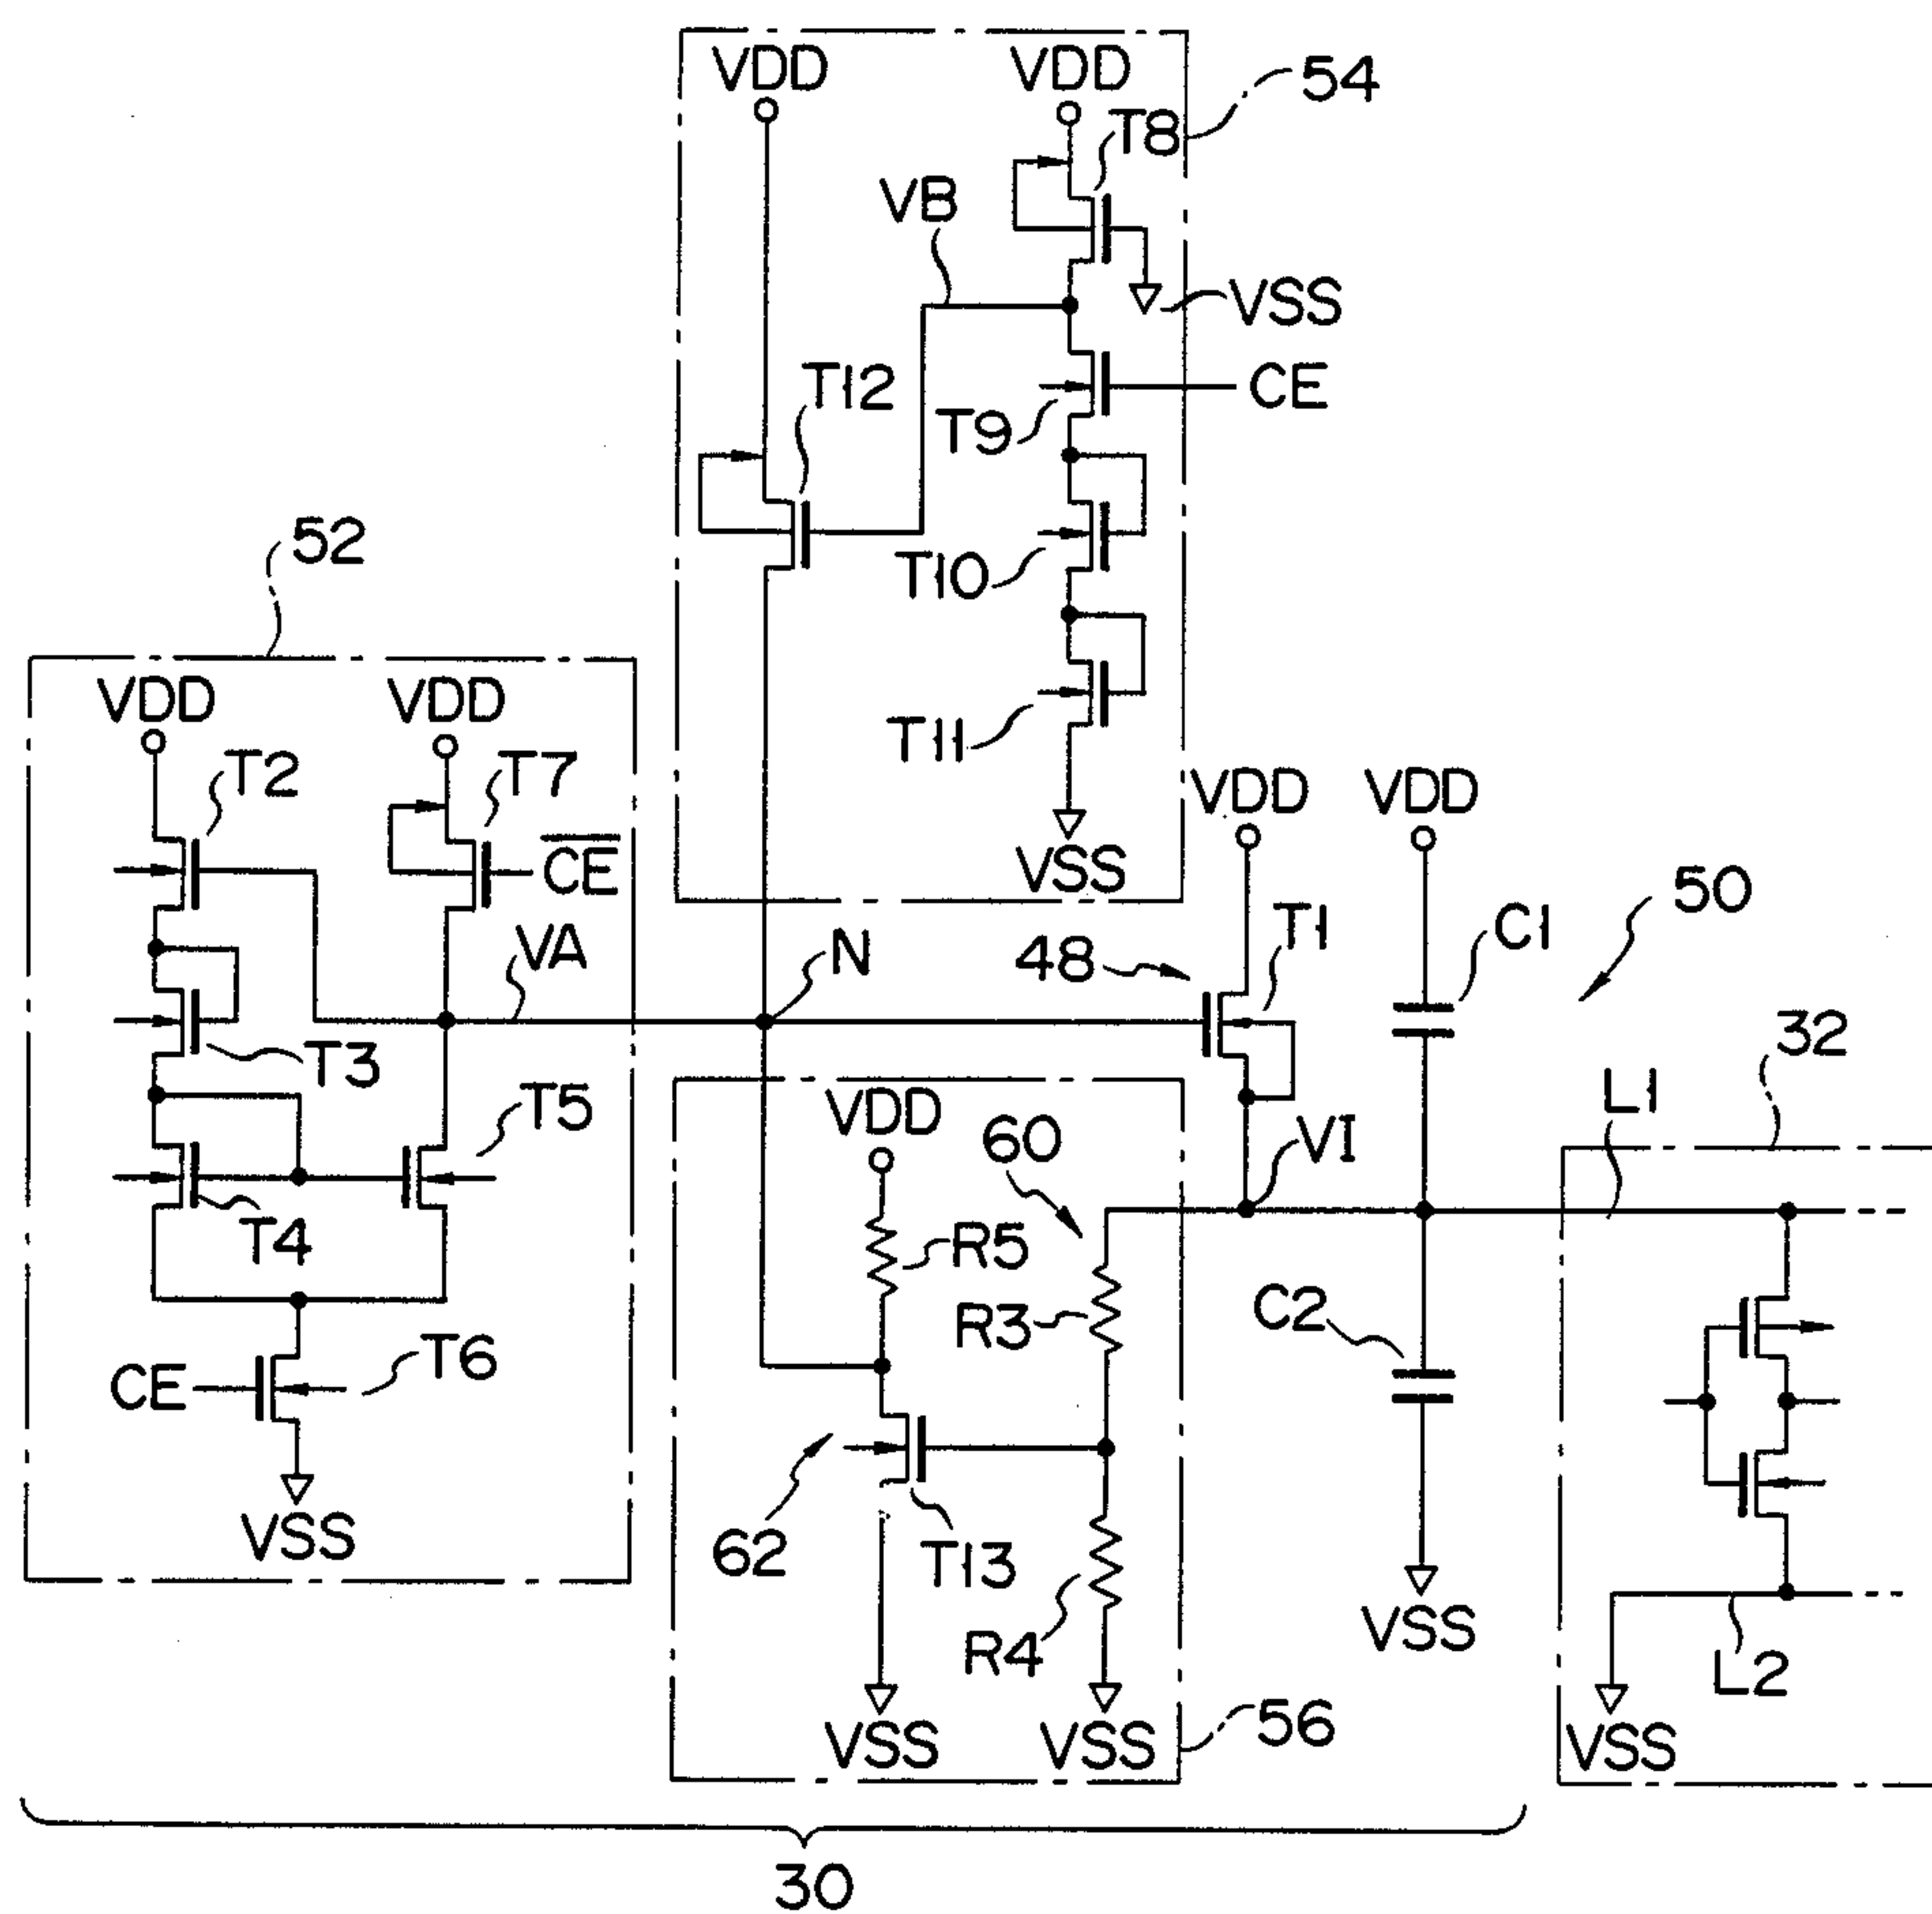 VDD VDD 54
T8
VB
VSS
T12 CE
T9
52
T10
VDD VDD T11
T2 T7 VDD VDD
C̅E̅ VSS 50
VA N 48 T1 C1
32
T3 L1
T5 VDD 60 VI
T4 R5
R3 C2
CE T6
VSS 62 T13
R4 VSS
L2
VSS VSS 56 VSS
30